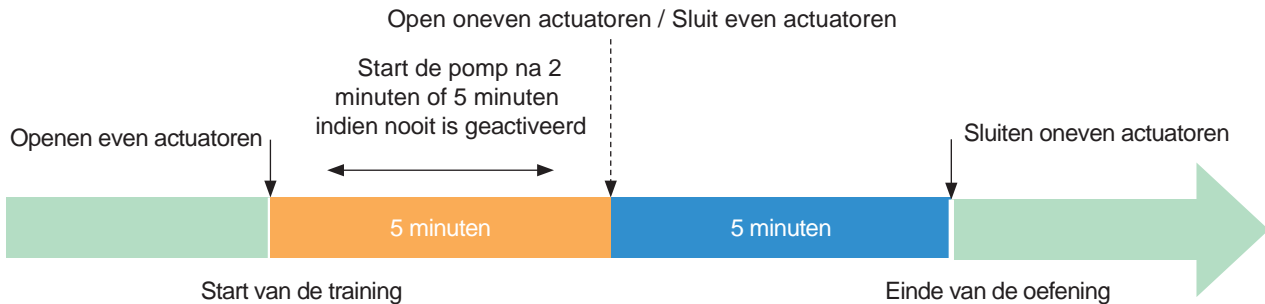 Open oneven actuatoren / Sluit even actuatoren
Start de pomp na 2
minuten of 5 minuten
indien nooit is geactiveerd
Openen even actuatoren
Sluiten oneven actuatoren
5 minuten
5 minuten
Start van de training
Einde van de oefening